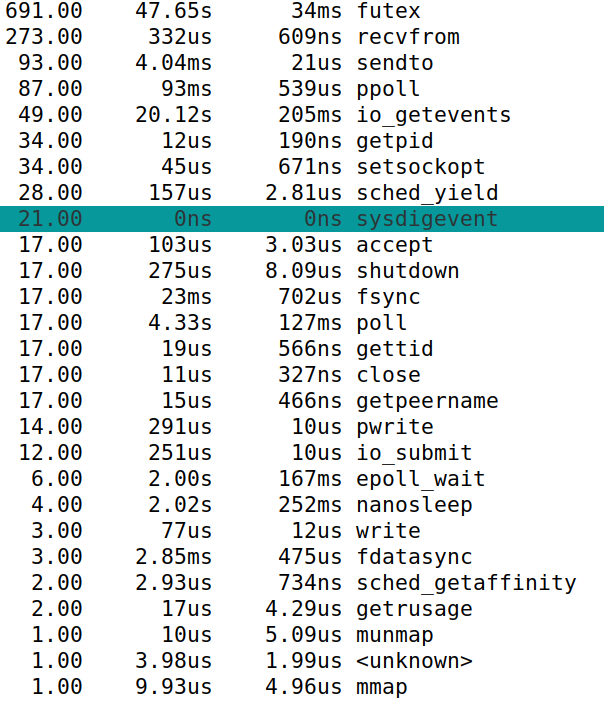 691.00 47.65s 34ms futex
273.00 332us 609ns recvfrom
93.00 4.04ms 21us sendto
87.00 93ms 539us ppoll
49.00 20.12s 205ms io_getevents
34.00 12us 190ns getpid
34.00 45us 671ns setsockopt
28.00 157us 2.81us sched_yield
21.00 0ns 0ns sysdigevent
17.00 103us 3.03us accept
17.00 275us 8.09us shutdown
17.00 23ms 702us fsync
17.00 4.33s 127ms poll
17.00 19us 566ns gettid
17.00 11us 327ns close
17.00 15us 466ns getpeername
14.00 291us 10us pwrite
12.00 251us 10us io_submit
6.00 2.00s 167ms epoll_wait
4.00 2.02s 252ms nanosleep
3.00 77us 12us write
3.00 2.85ms 475us fdatasync
2.00 2.93us 734ns sched_getaffinity
2.00 17us 4.29us getrusage
1.00 10us 5.09us munmap
1.00 3.98us 1.99us <unknown>
1.00 9.93us 4.96us mmap